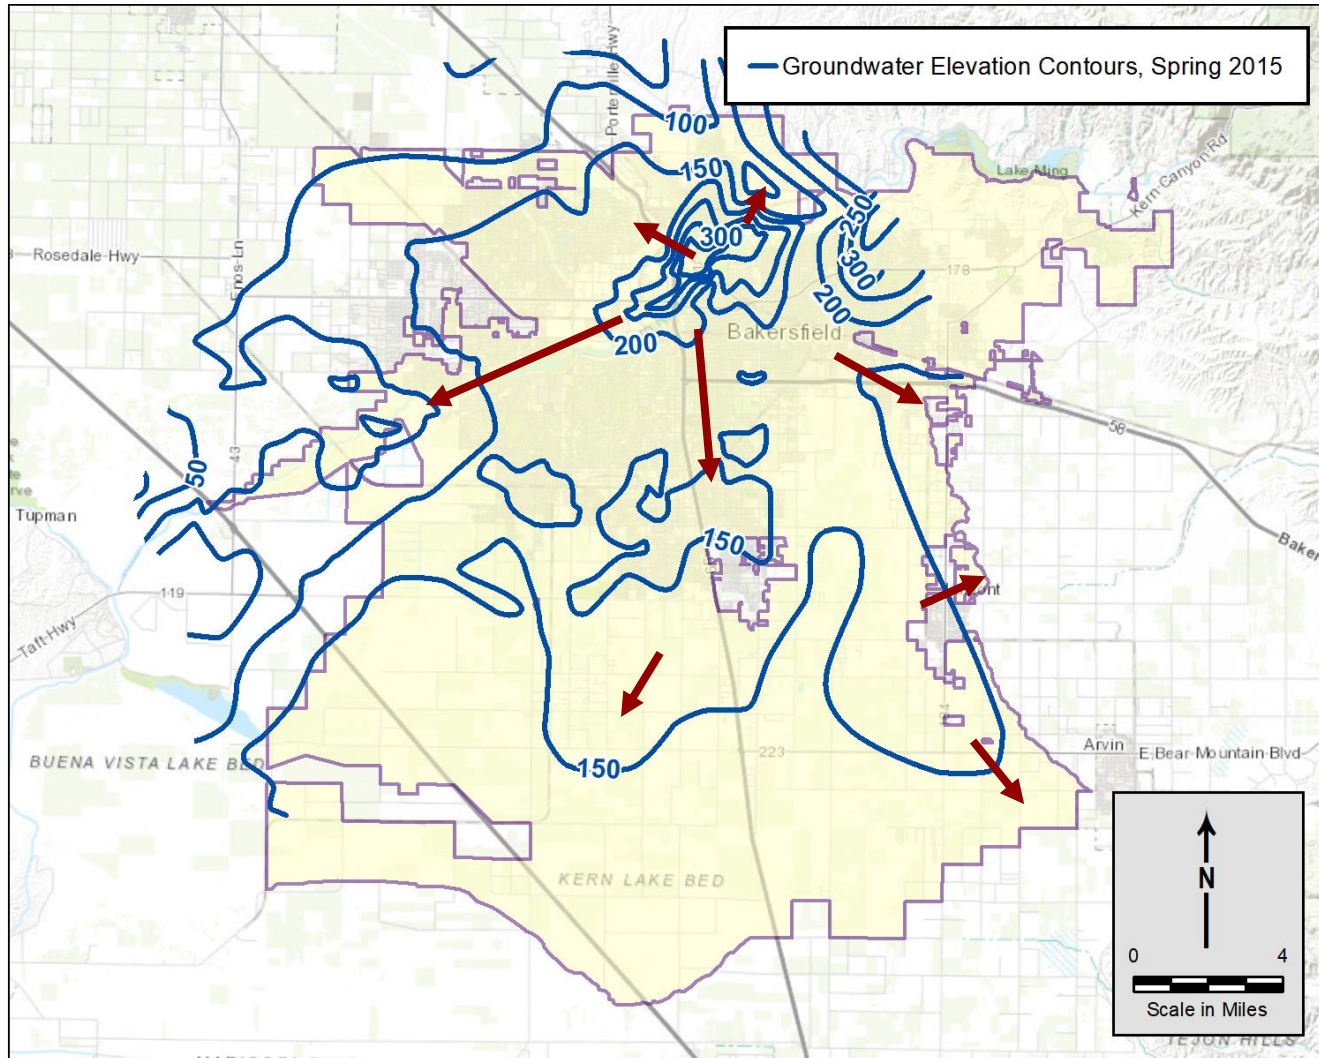 Groundwater Elevation Contours, Spring 2015
Porterville Hwy
100
150
Lake Ming
Kern Canyon Rd
250
300
300
178
Rosedale Hwy
Enos-Ln
200
200
Bakersfield
58
43
50
Tupman
150
119
Taft-Hwy
184
223
150
Arvin
E Bear Mountain Blvd
BUENA VISTA LAKE BED
KERN LAKE BED
N
0 4
Scale in Miles
TEJON HILLS